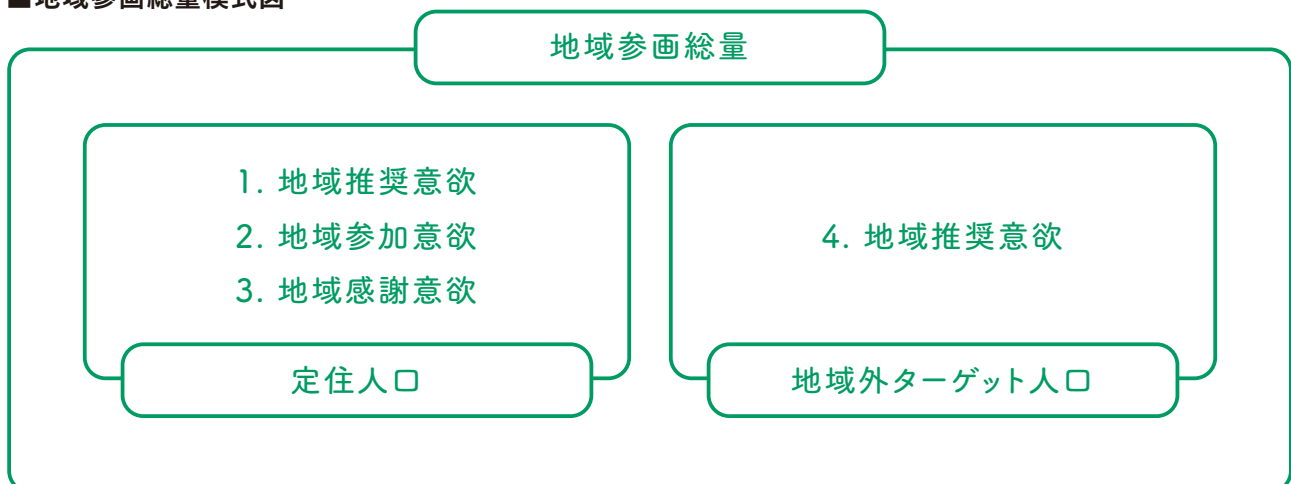 ■地域参画総量模式図
地域参画総量
1. 地域推奨意欲
2. 地域参加意欲
3. 地域感謝意欲
定住人口
4. 地域推奨意欲
地域外ターゲット人口